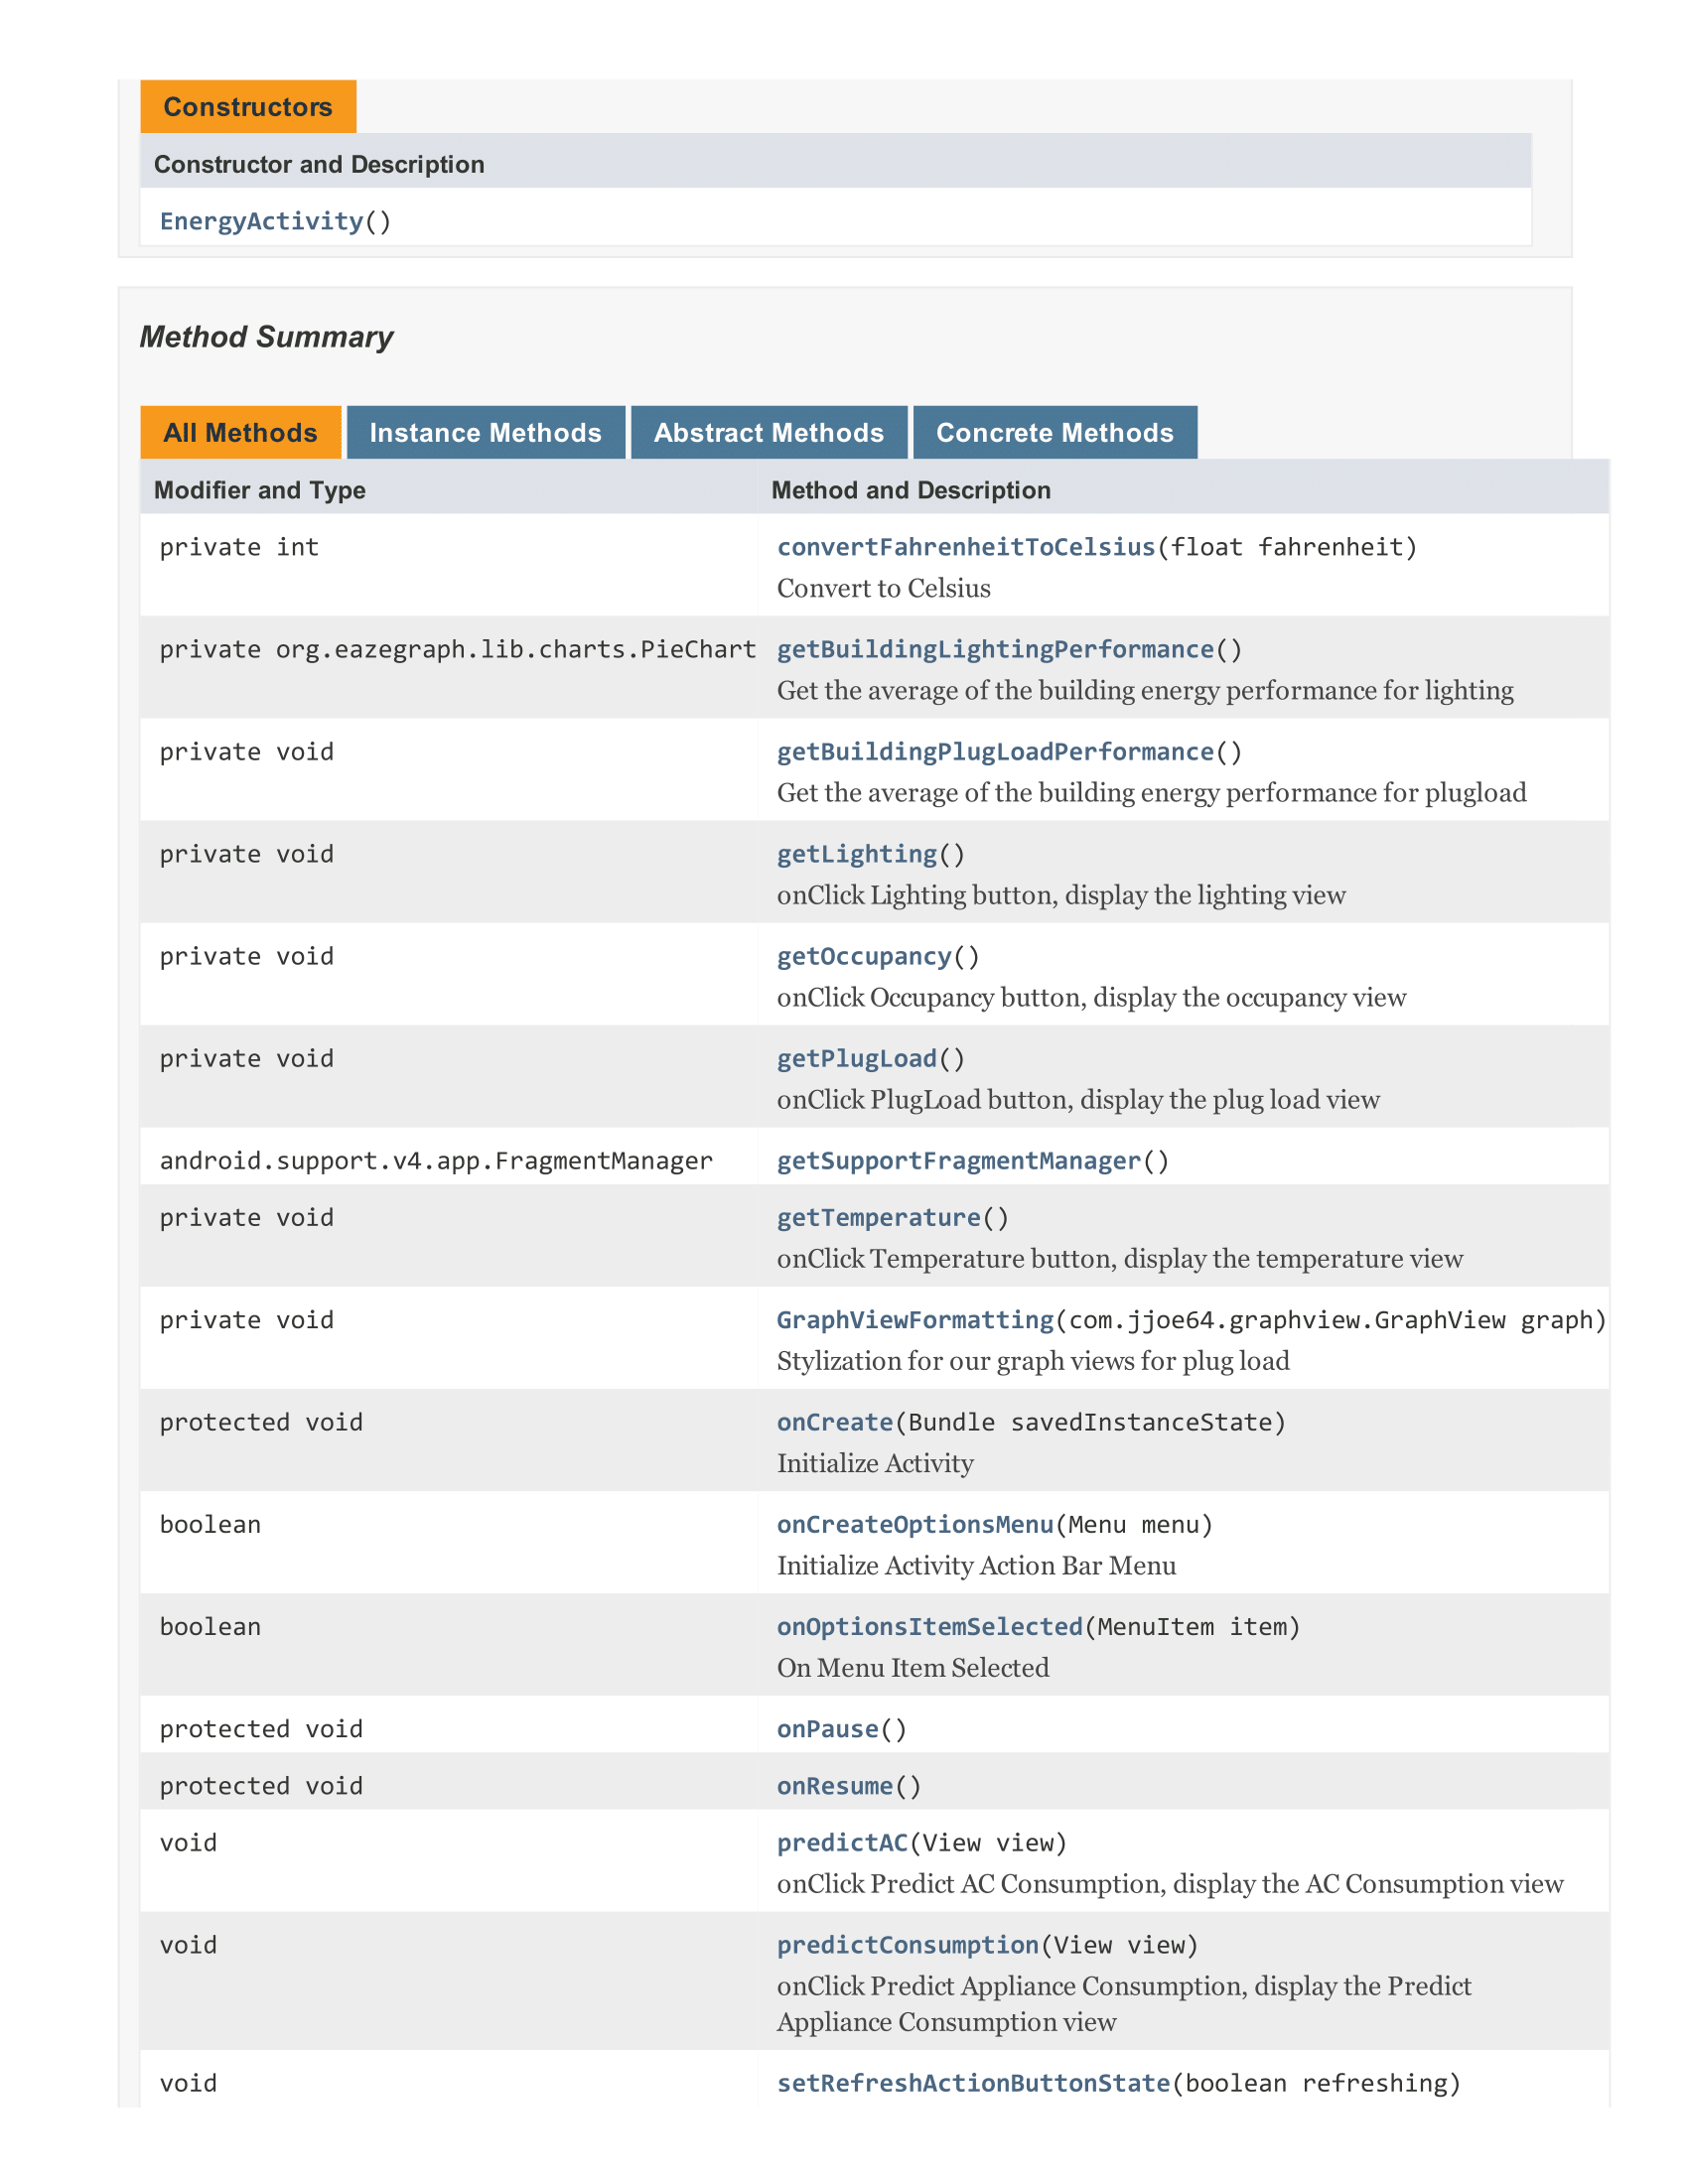 Constructors
Constructor and Description
EnergyActivity()
Method Summary
All Methods Instance Methods Abstract Methods Concrete Methods
Modifier and Type Method and Description
private int convertFahrenheitToCelsius(float fahrenheit)
Convert to Celsius
private org.eazegraph.lib.charts.PieChart getBuildingLightingPerformance()
Get the average of the building energy performance for lighting
private void getBuildingPlugLoadPerformance()
Get the average of the building energy performance for plugload
private void getLighting()
onClick Lighting button, display the lighting view
private void getOccupancy()
onClick Occupancy button, display the occupancy view
private void getPlugLoad()
onClick PlugLoad button, display the plug load view
android.support.v4.app.FragmentManager getSupportFragmentManager()
private void getTemperature()
onClick Temperature button, display the temperature view
private void GraphViewFormatting(com.jjoe64.graphview.GraphView graph)
Stylization for our graph views for plug load
protected void onCreate(Bundle savedInstanceState)
Initialize Activity
boolean onCreateOptionsMenu(Menu menu)
Initialize Activity Action Bar Menu
boolean onOptionsItemSelected(MenuItem item)
On Menu Item Selected
protected void onPause()
protected void onResume()
void predictAC(View view)
onClick Predict AC Consumption, display the AC Consumption view
void predictConsumption(View view)
onClick Predict Appliance Consumption, display the Predict
Appliance Consumption view
void setRefreshActionButtonState(boolean refreshing)